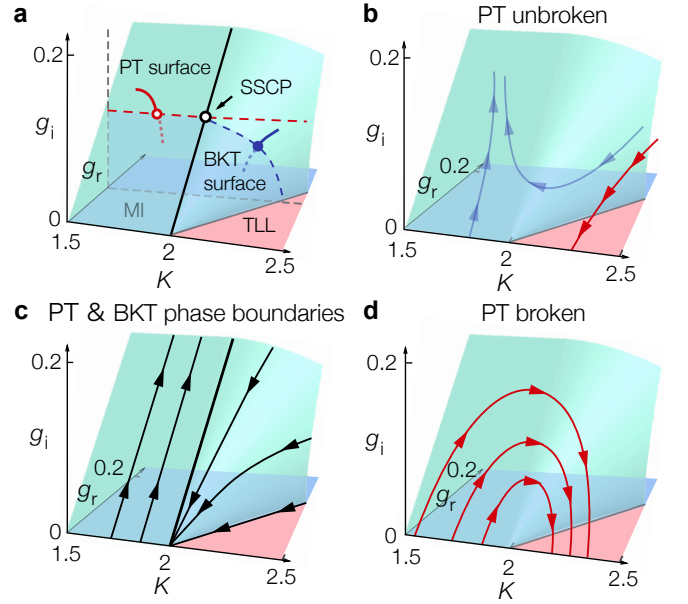 a
0.2
PT surface
SSCP
g_i
g_r
BKT
surface
MI
TLL
0
1.5
2
2.5
K
b PT unbroken
g_i
0.2
g_r
0
1.5
2
2.5
K
c PT & BKT phase boundaries
0.2
g_i
0.2
g_r
0
1.5
2
2.5
K
d PT broken
g_i
0.2
g_r
0
1.5
2
2.5
K